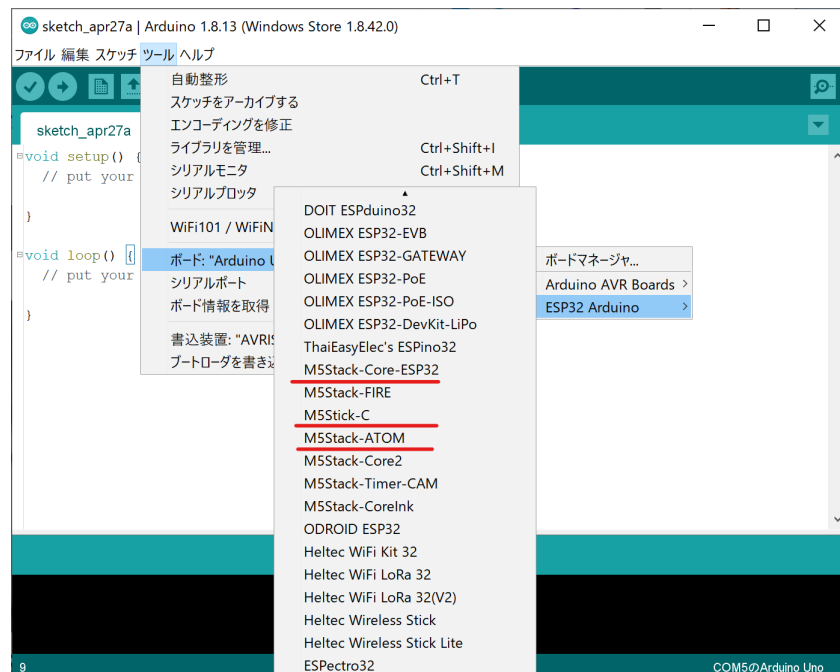 sketch_apr27a | Arduino 1.8.13 (Windows Store 1.8.42.0)
ファイル 編集 スケッチ ツール ヘルプ
sketch_apr27a
void setup() {
// put your
}
void loop() {
// put your
}
自動整形 Ctrl+T
スケッチをアーカイブする
エンコーディングを修正
ライブラリを管理... Ctrl+Shift+I
シリアルモニタ Ctrl+Shift+M
シリアルプロッタ
WiFi101 / WiFiN
ボード: "Arduino U
シリアルポート
ボード情報を取得
書込装置: "AVRIS
ブートローダを書き込
DOIT ESPduino32
OLIMEX ESP32-EVB
OLIMEX ESP32-GATEWAY
OLIMEX ESP32-PoE
OLIMEX ESP32-PoE-ISO
OLIMEX ESP32-DevKit-LiPo
ThaiEasyElec's ESPino32
M5Stack-Core-ESP32
M5Stack-FIRE
M5Stick-C
M5Stack-ATOM
M5Stack-Core2
M5Stack-Timer-CAM
M5Stack-CoreInk
ODROID ESP32
Heltec WiFi Kit 32
Heltec WiFi LoRa 32
Heltec WiFi LoRa 32(V2)
Heltec Wireless Stick
Heltec Wireless Stick Lite
ESPectro32
ボードマネージャ...
Arduino AVR Boards
ESP32 Arduino
9
COM5のArduino Uno